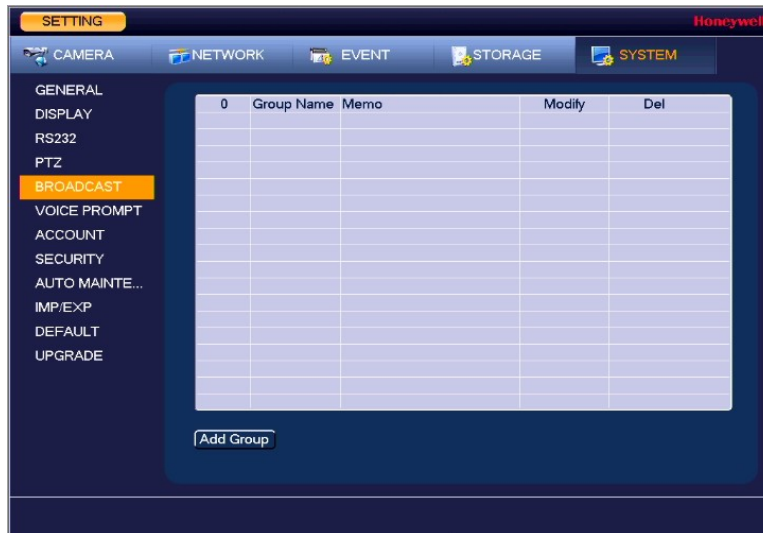 SETTING
Honeywell
CAMERA NETWORK EVENT STORAGE SYSTEM
GENERAL
DISPLAY
RS232
PTZ
BROADCAST
VOICE PROMPT
ACCOUNT
SECURITY
AUTO MAINTE...
IMP/EXP
DEFAULT
UPGRADE
0 Group Name Memo Modify Del
Add Group